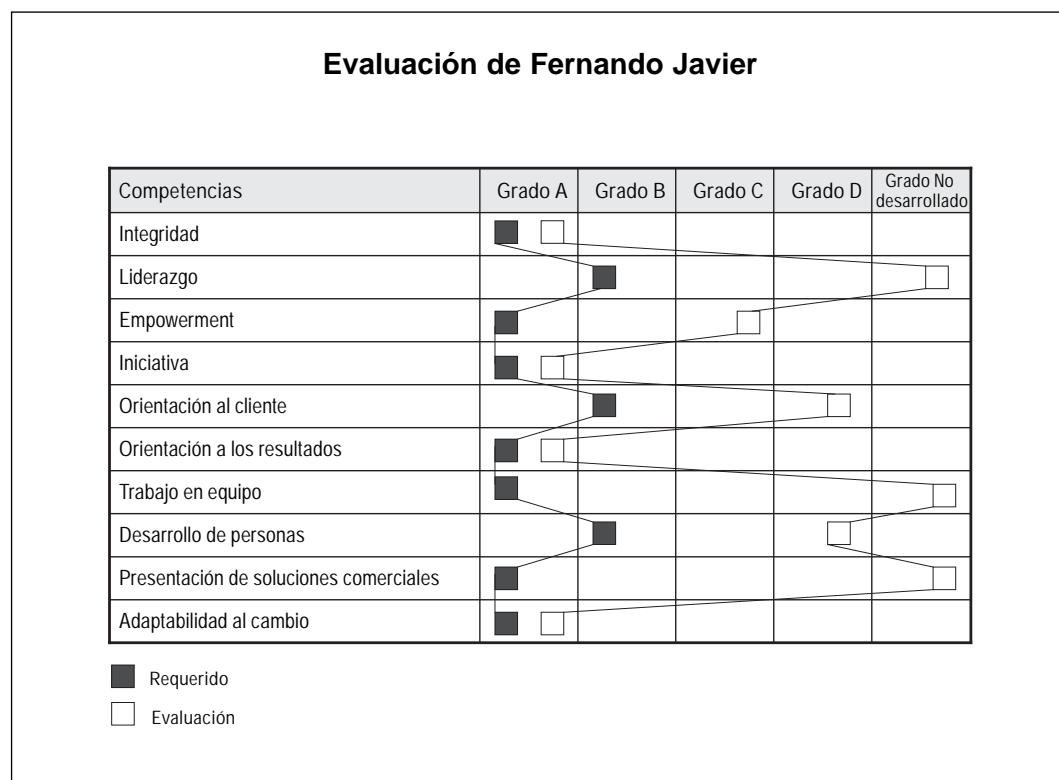 Evaluación de Fernando Javier
Competencias Grado A Grado B Grado C Grado D Grado No desarrollado
Integridad
Liderazgo
Empowerment
Iniciativa
Orientación al cliente
Orientación a los resultados
Trabajo en equipo
Desarrollo de personas
Presentación de soluciones comerciales
Adaptabilidad al cambio
Requerido
Evaluación